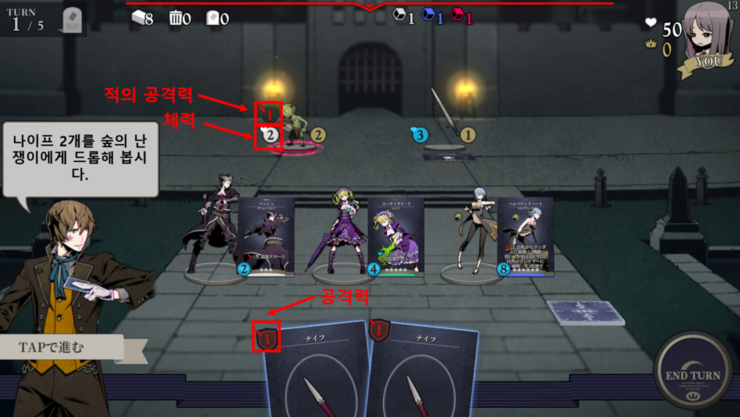 TURN
1 / 5
8
0
0
1
1
1
13
50
0
YOU
적의 공격력
1
체력
2
2
3
1
나이프 2개를 숲의 난
쟁이에게 드롭해 봅시
다.
2
4
8
공격력
1
ナイフ
1
ナイフ
TAPで進む
END TURN